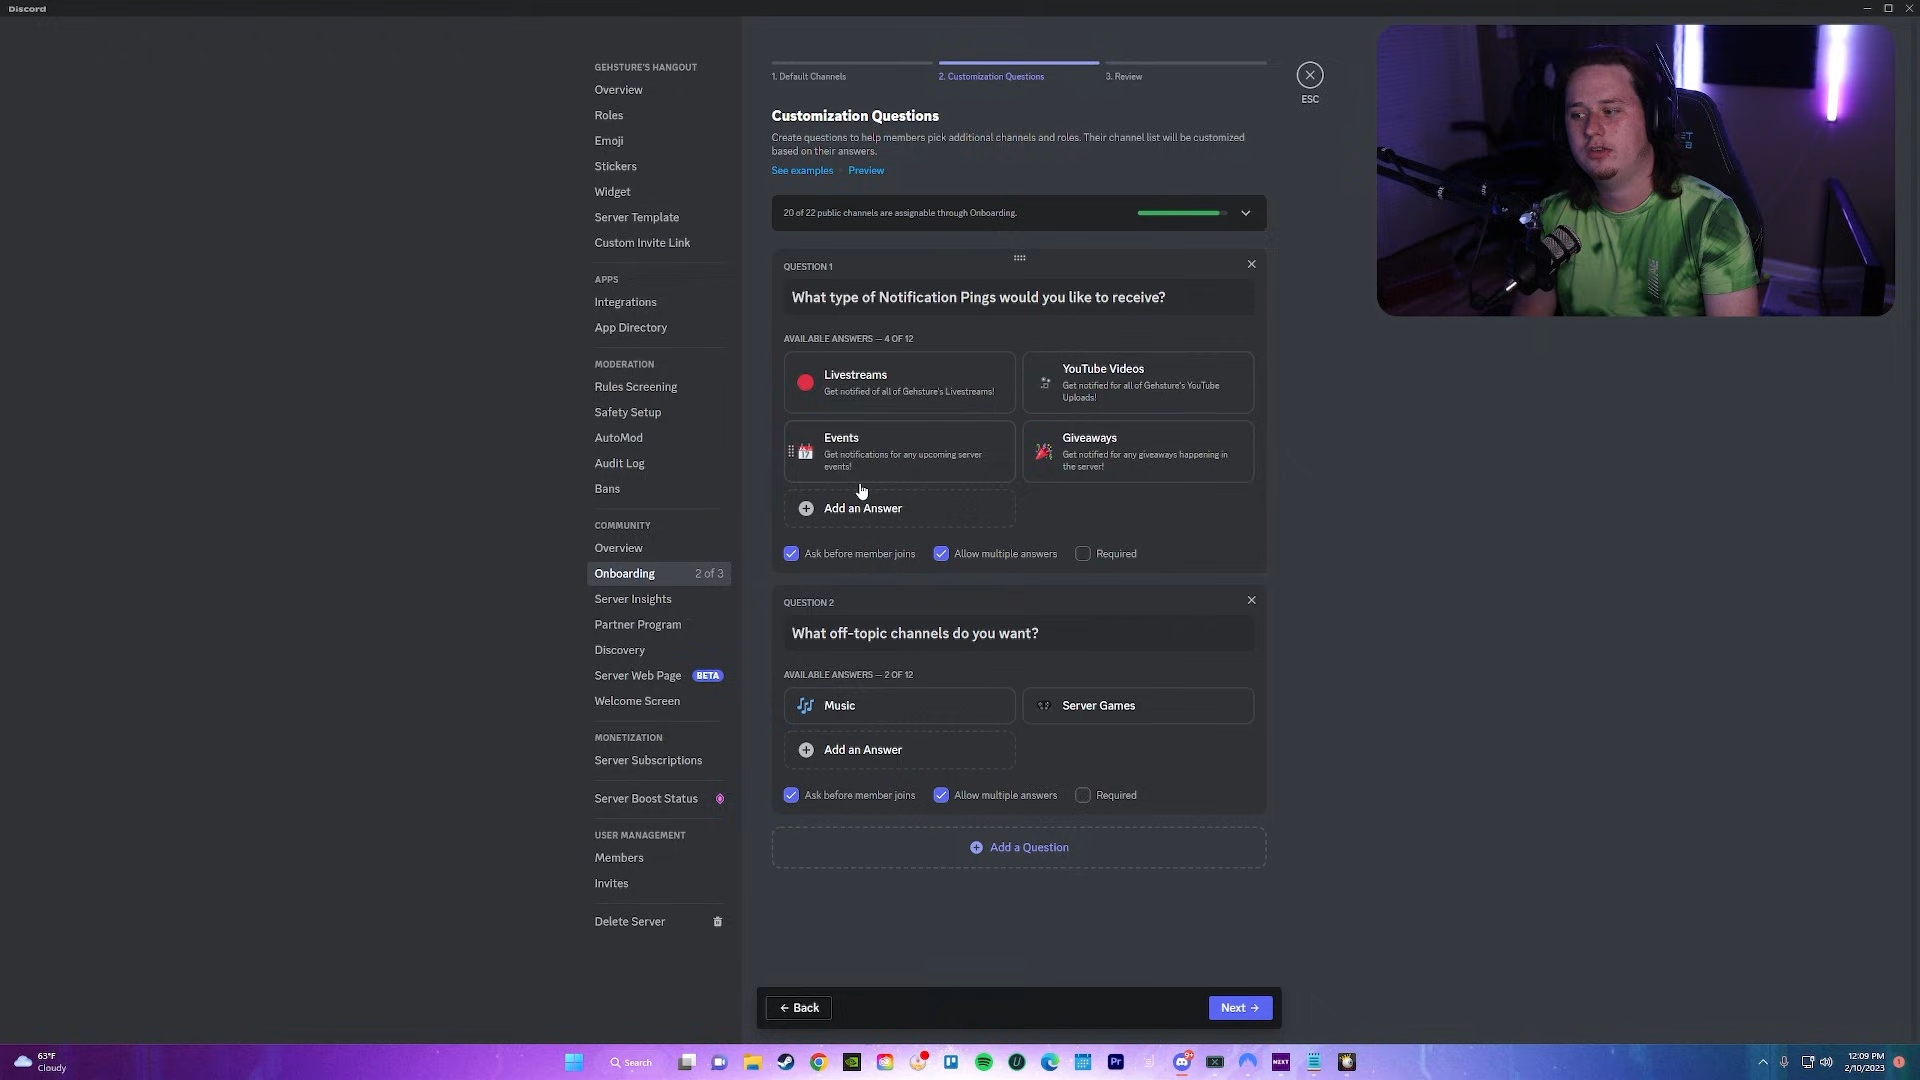 Discord
GEHSTURE'S HANGOUT
Overview
Roles
Emoji
Stickers
Widget
Server Template
Custom Invite Link
APPS
Integrations
App Directory
MODERATION
Rules Screening
Safety Setup
AutoMod
Audit Log
Bans
COMMUNITY
Overview
Onboarding 2 of 3
Server Insights
Partner Program
Discovery
Server Web Page BETA
Welcome Screen
MONETIZATION
Server Subscriptions
Server Boost Status
USER MANAGEMENT
Members
Invites
Delete Server
1. Default Channels
2. Customization Questions
3. Review
ESC
Customization Questions
Create questions to help members pick additional channels and roles. Their channel list will be customized
based on their answers.
See examples Preview
20 of 22 public channels are assignable through Onboarding.
QUESTION 1
What type of Notification Pings would you like to receive?
AVAILABLE ANSWERS — 4 OF 12
Livestreams
Get notified of all of Gehsture's Livestreams!
YouTube Videos
Get notified for all of Gehsture's YouTube
Uploads!
Events
Get notifications for any upcoming server
events!
Giveaways
Get notified for any giveaways happening in
the server!
Add an Answer
Ask before member joins
Allow multiple answers
Required
QUESTION 2
What off-topic channels do you want?
AVAILABLE ANSWERS — 2 OF 12
Music
Server Games
Add an Answer
Ask before member joins
Allow multiple answers
Required
Add a Question
← Back
Next →
63°F
Cloudy
Search
Pr
NEXT
12:09 PM
2/10/2023